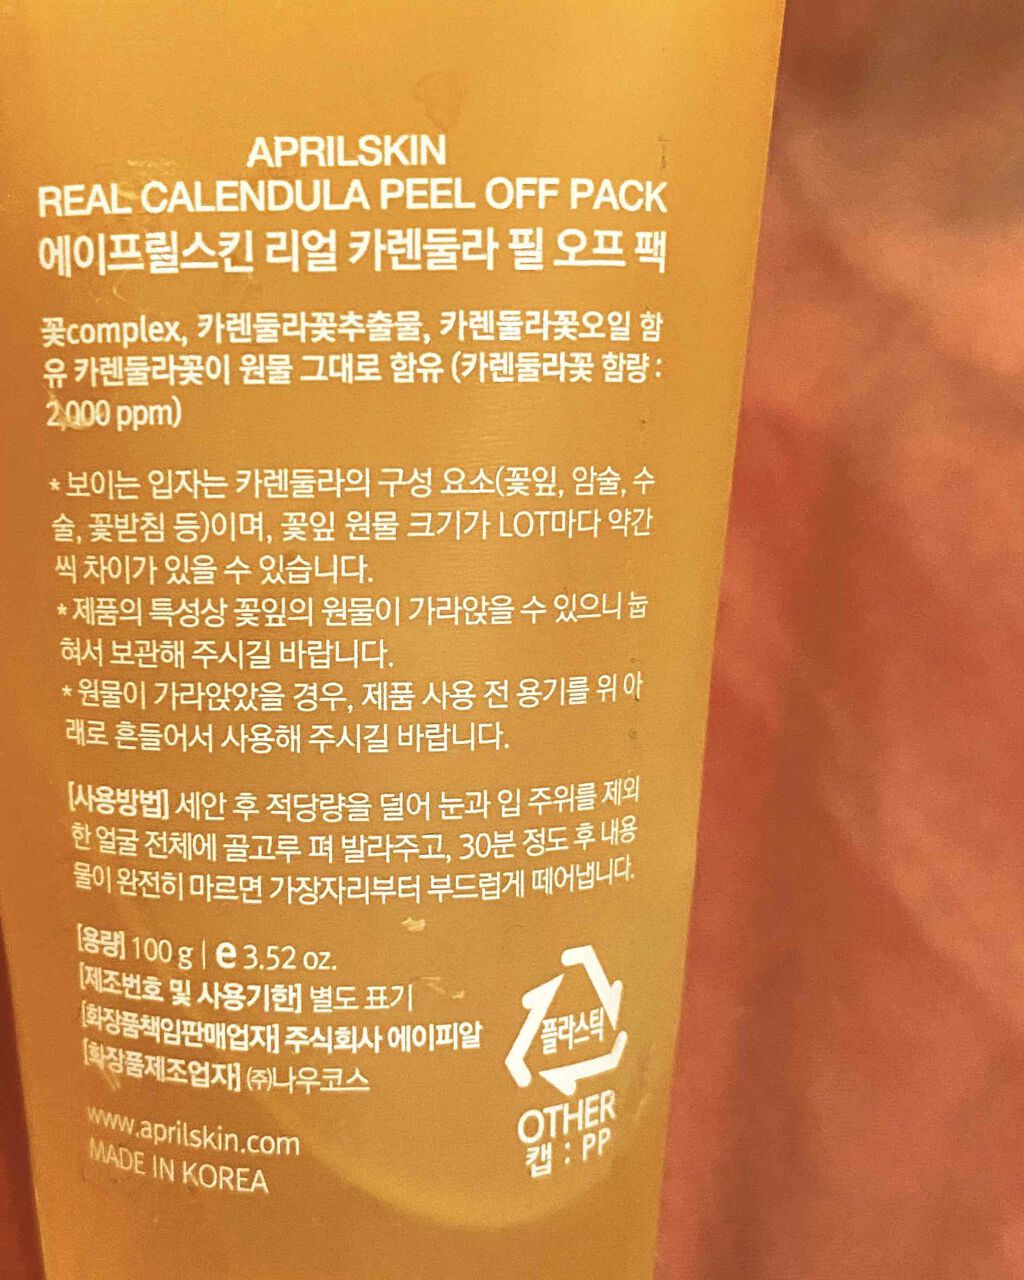 APRILSKIN
REAL CALENDULA PEEL OFF PACK
에이프릴스킨 리얼 카렌둘라 필 오프 팩
꽃complex, 카렌둘라꽃추출물, 카렌둘라꽃오일 함
유 카렌둘라꽃이 원물 그대로 함유 (카렌둘라꽃 함량 :
2,000 ppm)
* 보이는 입자는 카렌둘라의 구성 요소(꽃잎, 암술, 수
술, 꽃받침 등)이며, 꽃잎 원물 크기가 LOT마다 약간
씩 차이가 있을 수 있습니다.
* 제품의 특성상 꽃잎의 원물이 가라앉을 수 있으니 눕
혀서 보관해 주시길 바랍니다.
* 원물이 가라앉았을 경우, 제품 사용 전 용기를 위 아
래로 흔들어서 사용해 주시길 바랍니다.
[사용방법] 세안 후 적당량을 덜어 눈과 입 주위를 제외
한 얼굴 전체에 골고루 펴 발라주고, 30분 정도 후 내용
물이 완전히 마르면 가장자리부터 부드럽게 떼어냅니다.
[용량] 100 g | e 3.52 oz.
[제조번호 및 사용기한] 별도 표기
[화장품책임판매업자] 주식회사 에이피알
[화장품제조업자] ㈜나우코스
www.aprilskin.com
MADE IN KOREA
플라스틱
OTHER
캡 : PP